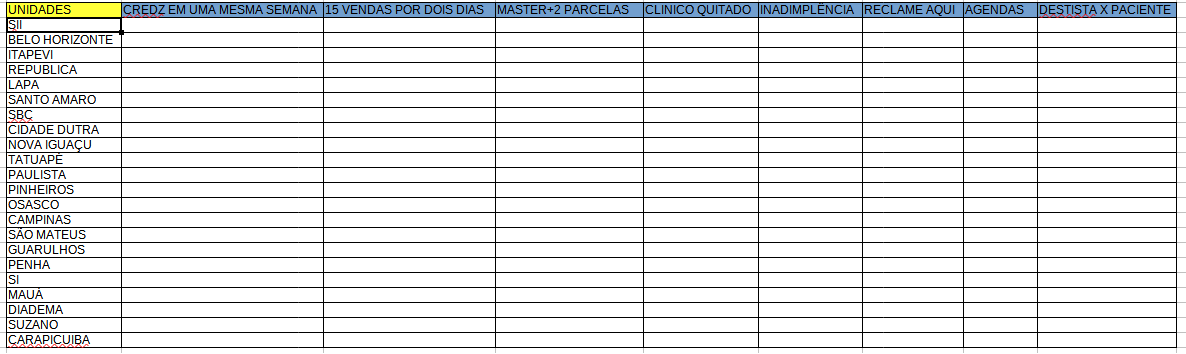 UNIDADES CREDZ EM UMA MESMA SEMANA 15 VENDAS POR DOIS DIAS MASTER+2 PARCELAS CLINICO QUITADO INADIMPLÊNCIA RECLAME AQUI AGENDAS DESTISTA X PACIENTE
SII
BELO HORIZONTE
ITAPEVI
REPUBLICA
LAPA
SANTO AMARO
SBC
CIDADE DUTRA
NOVA IGUAÇU
TATUAPÉ
PAULISTA
PINHEIROS
OSASCO
CAMPINAS
SÃO MATEUS
GUARULHOS
PENHA
SI
MAUÁ
DIADEMA
SUZANO
CARAPICUIBA